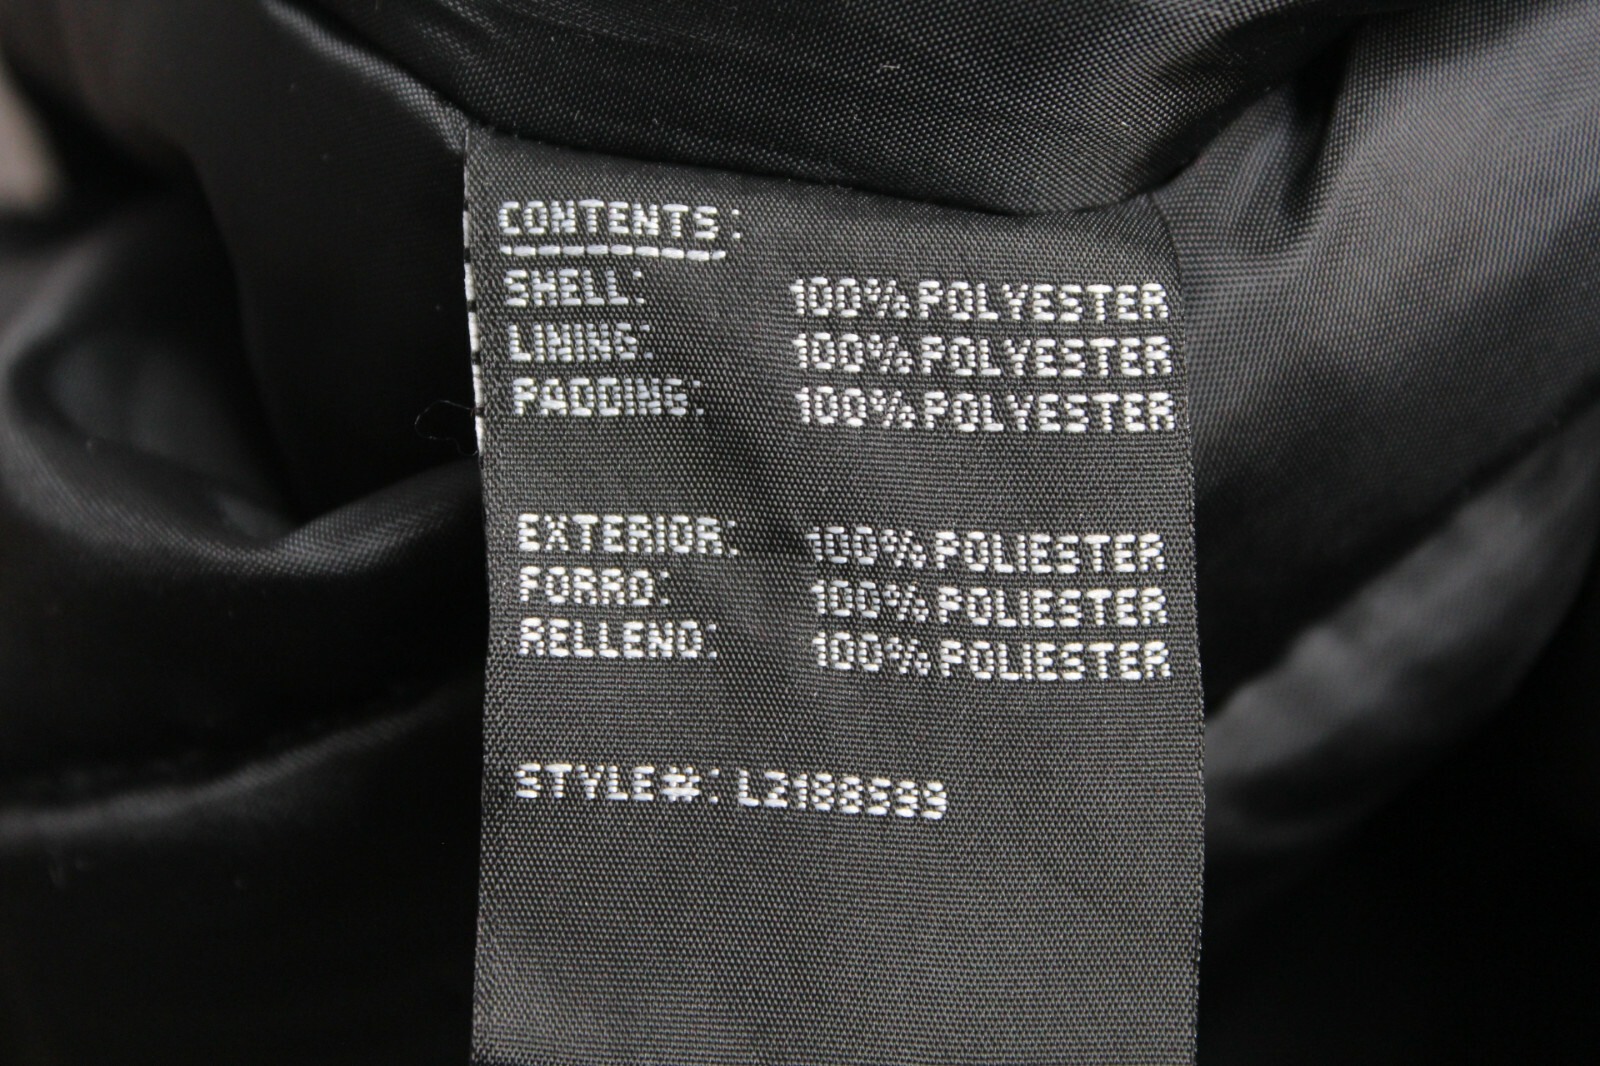 CONTENTS:
SHELL: 100% POLYESTER
LINING: 100% POLYESTER
PADDING: 100% POLYESTER
EXTERIOR: 100% POLIESTER
FORRO: 100% POLIESTER
RELLENO: 100% POLIESTER
STYLE#: